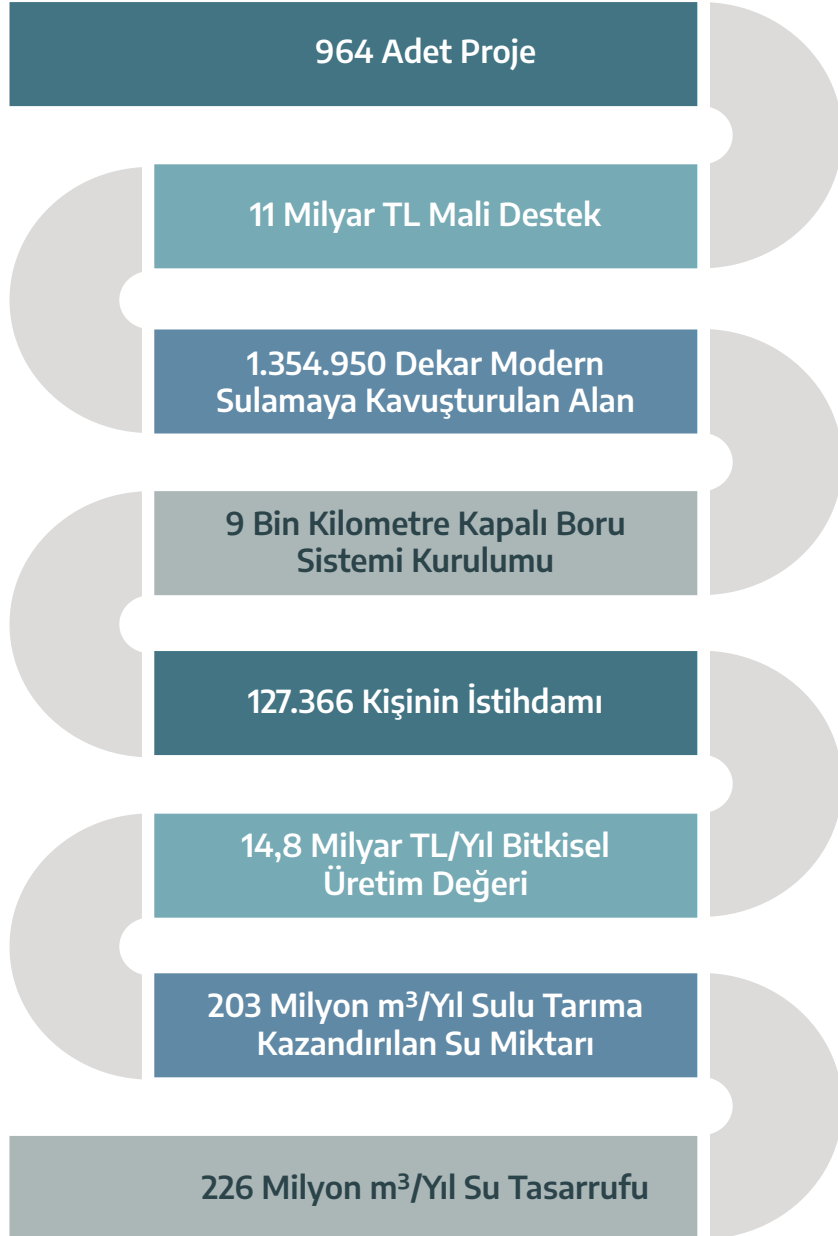 964 Adet Proje
11 Milyar TL Mali Destek
1.354.950 Dekar Modern
Sulamaya Kavuşturulan Alan
9 Bin Kilometre Kapalı Boru
Sistemi Kurulumu
127.366 Kişinin İstihdamı
14,8 Milyar TL/Yıl Bitkisel
Üretim Değeri
203 Milyon m³/Yıl Sulu Tarıma
Kazandırılan Su Miktarı
226 Milyon m³/Yıl Su Tasarrufu